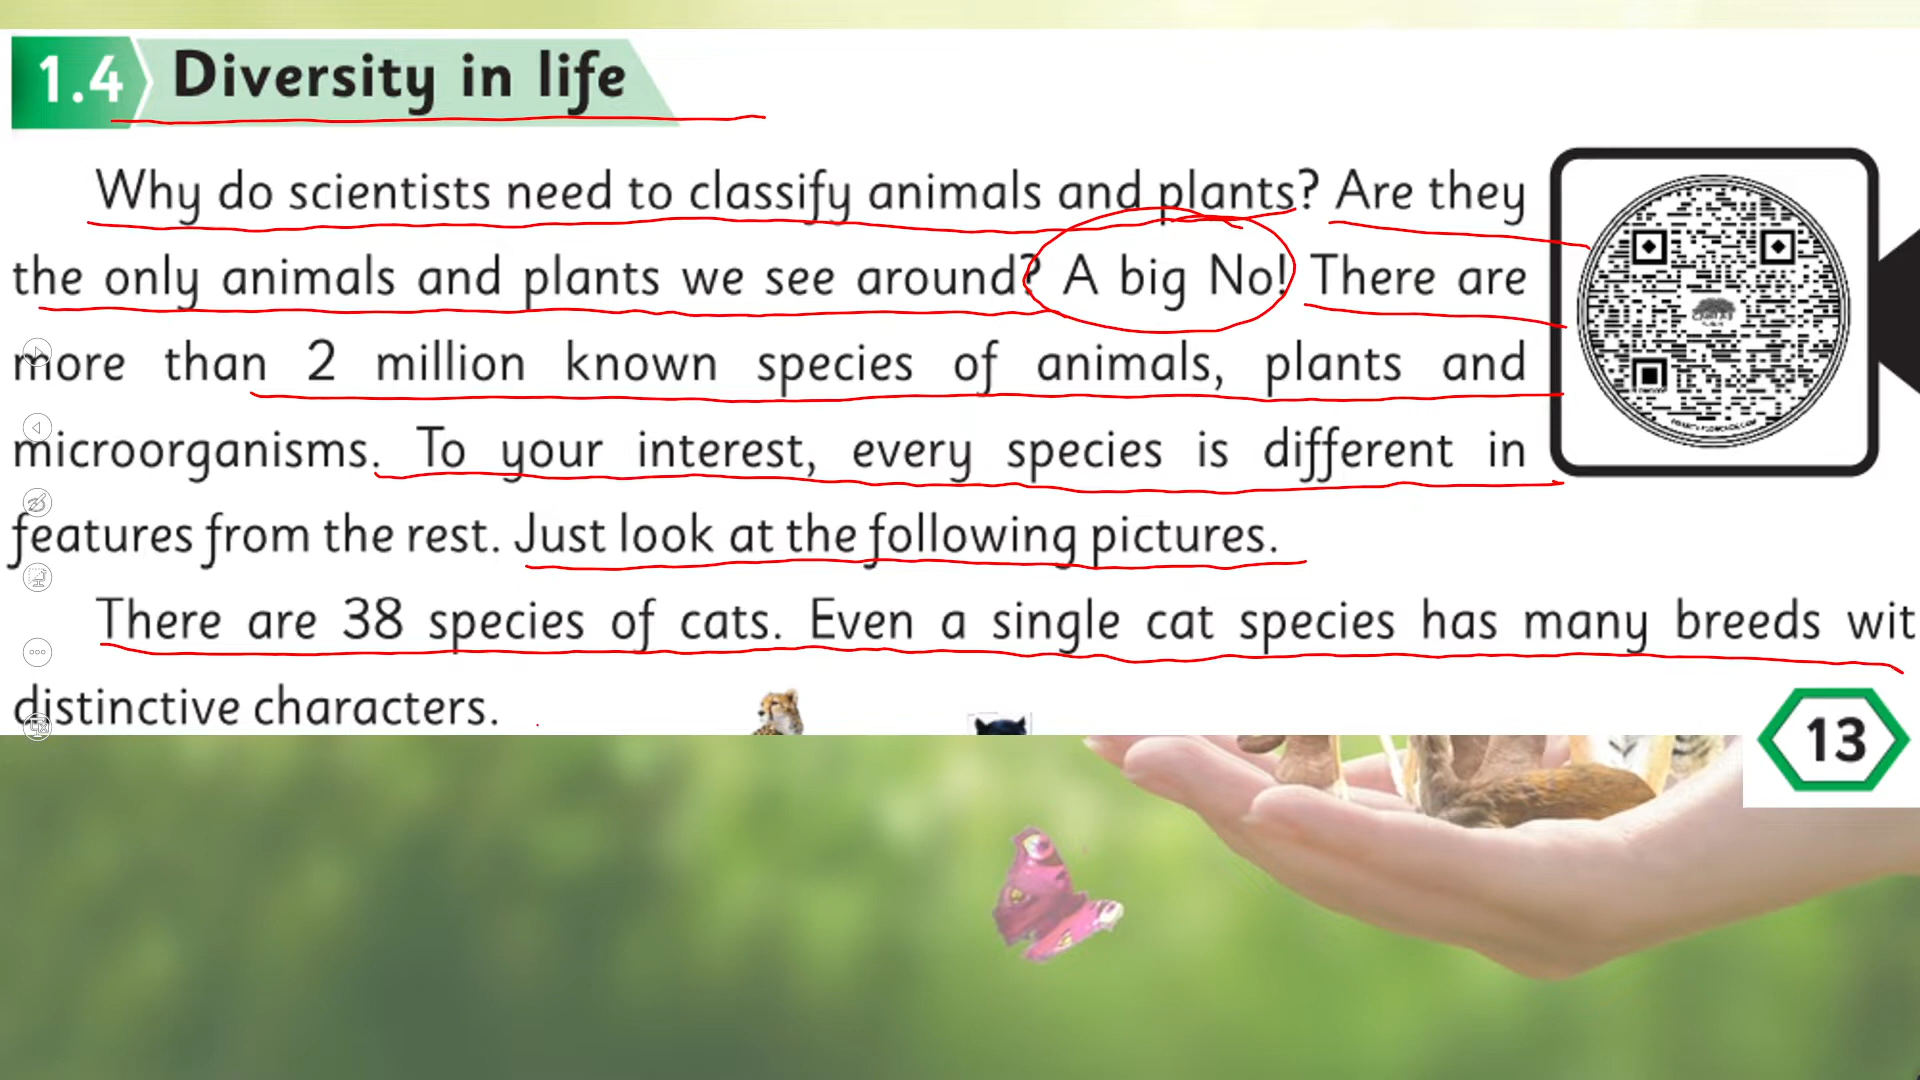 1.4 Diversity in life
Why do scientists need to classify animals and plants? Are they
the only animals and plants we see around? A big No! There are
more than 2 million known species of animals, plants and
microorganisms. To your interest, every species is different in
features from the rest. Just look at the following pictures.
There are 38 species of cats. Even a single cat species has many breeds wit
distinctive characters.
13